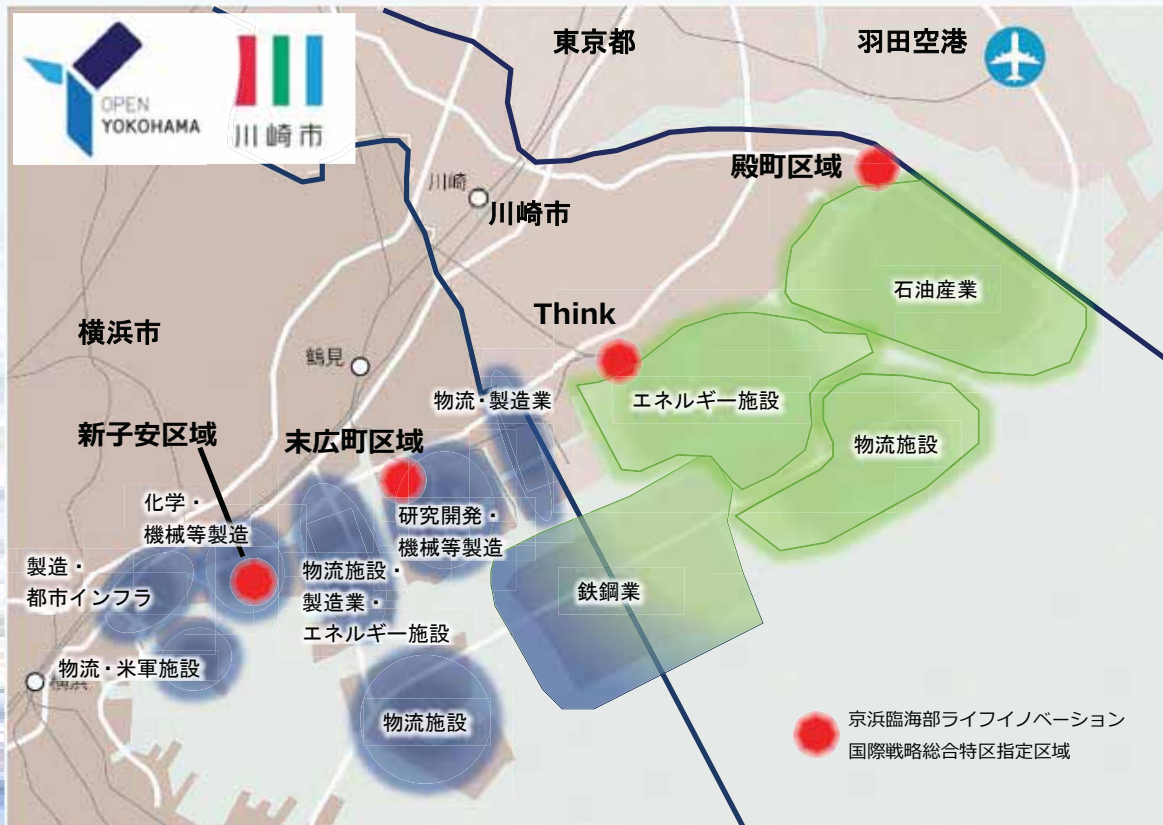 OPEN
YOKOHAMA
川崎市
東京都
羽田空港
殿町区域
川崎
川崎市
石油産業
Think
横浜市
鶴見
物流・製造業
エネルギー施設
新子安区域
末広町区域
物流施設
化学・
機械等製造
研究開発・
機械等製造
製造・
都市インフラ
物流施設・
製造業・
エネルギー施設
鉄鋼業
物流・米軍施設
横浜
物流施設
京浜臨海部ライフイノベーション
国際戦略総合特区指定区域